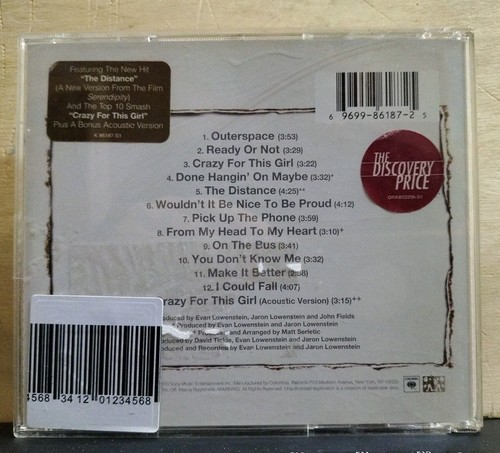 Featuring The New Hit
"The Distance"
(A New Version From The Film
Serendipity)
And The Top 10 Smash
"Crazy For This Girl"
Plus A Bonus Acoustic Version
6 9699-86187-2 5
THE
DISCOVERY
PRICE
1. Outerspace (3:53)
2. Ready Or Not (3:29)
3. Crazy For This Girl (3:22)
4. Done Hangin' On Maybe (3:32)*
5. The Distance (4:25)**
6. Wouldn't It Be Nice To Be Proud (4:12)
7. Pick Up The Phone (3:59)
8. From My Head To My Heart (3:10)+
9. On The Bus (3:41)
10. You Don't Know Me (3:32)
11. Make It Better
12. I Could Fall (4:07)
razy For This Girl (Acoustic Version) (3:15)++
oduced by Evan Lowenstein, Jaron Lowenstein and John Fields
* Produced by Evan Lowenstein and Jaron Lowenstein
Produced and Arranged by Matt Serletic
oduced by David Tickle, Evan Lowenstein and Jaron Lowenstein
oduced and Recorded by Evan Lowenstein and Jaron Lowenstein
4568 34 12 01234568